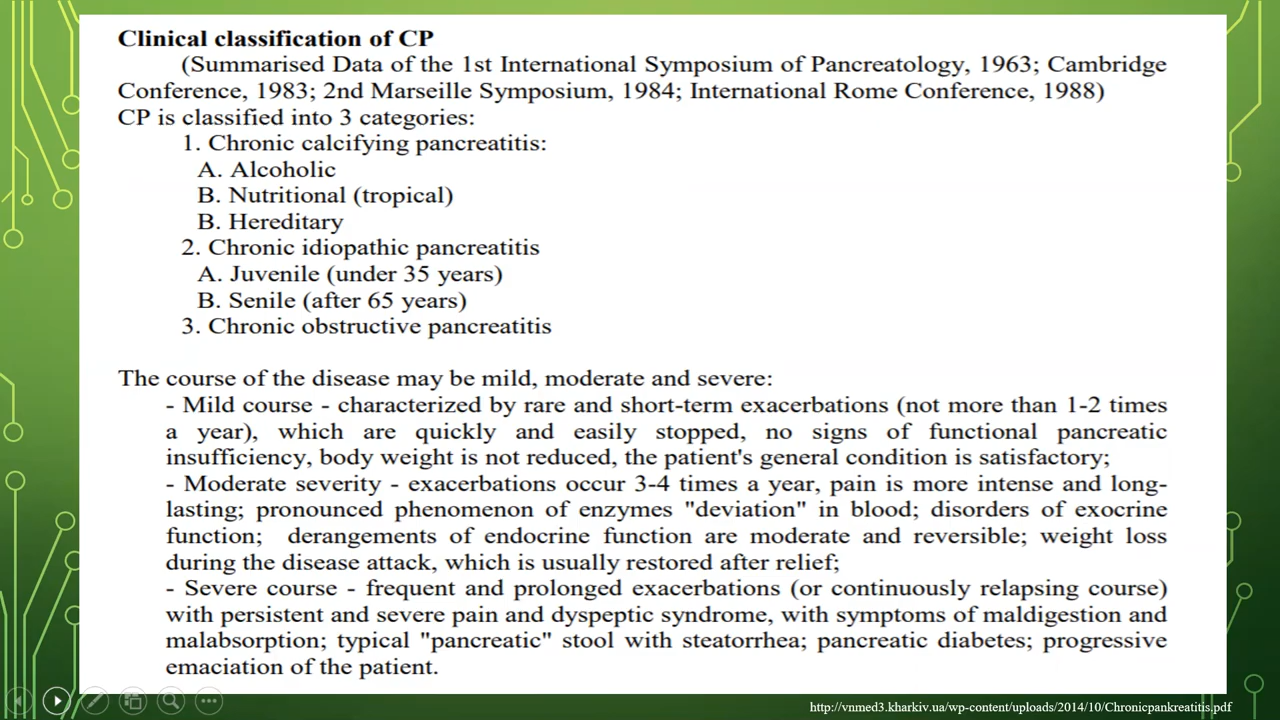 Clinical classification of CP
(Summarised Data of the 1st International Symposium of Pancreatology, 1963; Cambridge
Conference, 1983; 2nd Marseille Symposium, 1984; International Rome Conference, 1988)
CP is classified into 3 categories:
1. Chronic calcifying pancreatitis:
A. Alcoholic
B. Nutritional (tropical)
B. Hereditary
2. Chronic idiopathic pancreatitis
A. Juvenile (under 35 years)
B. Senile (after 65 years)
3. Chronic obstructive pancreatitis
The course of the disease may be mild, moderate and severe:
- Mild course - characterized by rare and short-term exacerbations (not more than 1-2 times
a year), which are quickly and easily stopped, no signs of functional pancreatic
insufficiency, body weight is not reduced, the patient's general condition is satisfactory;
- Moderate severity - exacerbations occur 3-4 times a year, pain is more intense and long-
lasting; pronounced phenomenon of enzymes "deviation" in blood; disorders of exocrine
function; derangements of endocrine function are moderate and reversible; weight loss
during the disease attack, which is usually restored after relief;
- Severe course - frequent and prolonged exacerbations (or continuously relapsing course)
with persistent and severe pain and dyspeptic syndrome, with symptoms of maldigestion and
malabsorption; typical "pancreatic" stool with steatorrhea; pancreatic diabetes; progressive
emaciation of the patient.
http://vnmed3.kharkiv.ua/wp-content/uploads/2014/10/Chronicpankreatitis.pdf